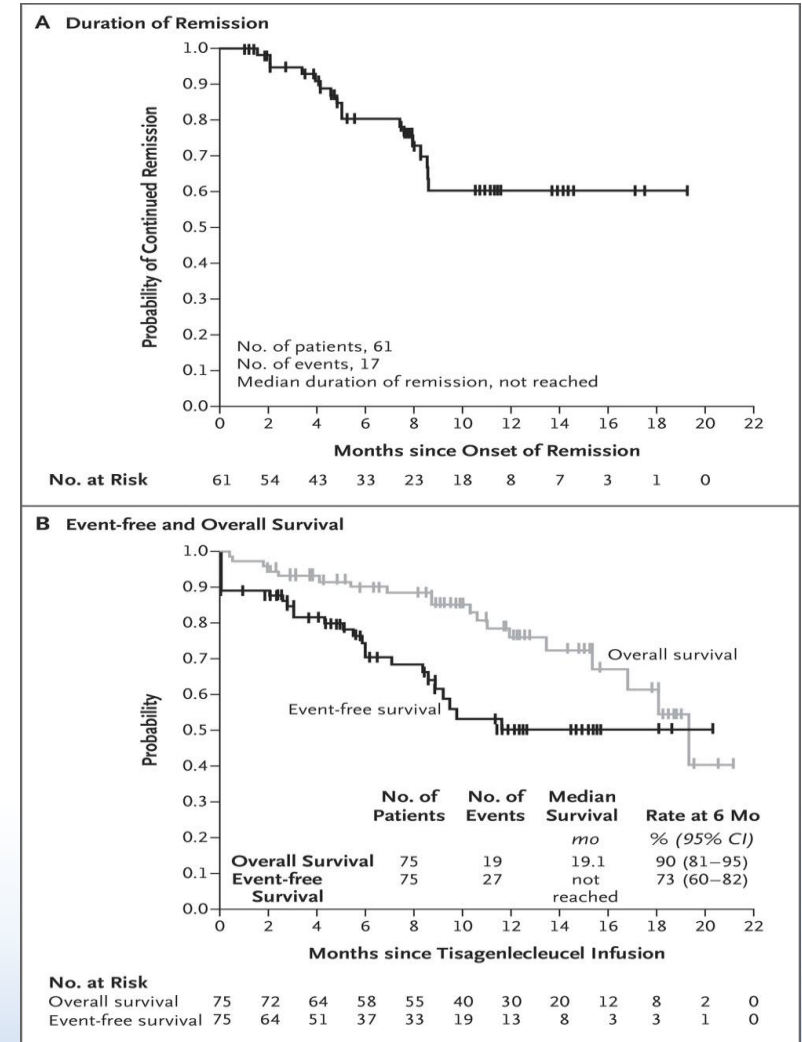 A Duration of Remission
1.0
0.9
0.8
0.7
0.6
0.5
0.4
0.3
0.2
0.1
0.0
Probability of Continued Remission
No. of patients, 61
No. of events, 17
Median duration of remission, not reached
0 2 4 6 8 10 12 14 16 18 20 22
Months since Onset of Remission
No. at Risk 61 54 43 33 23 18 8 7 3 1 0
B Event-free and Overall Survival
1.0
0.9
0.8
0.7
0.6
0.5
0.4
0.3
0.2
0.1
0.0
Probability
Overall survival
Event-free survival
No. of Patients No. of Events Median Survival Rate at 6 Mo
mo % (95% CI)
Overall Survival 75 19 19.1 90 (81–95)
Event-free Survival 75 27 not reached 73 (60–82)
0 2 4 6 8 10 12 14 16 18 20 22
Months since Tisagenlecleucel Infusion
No. at Risk
Overall survival 75 72 64 58 55 40 30 20 12 8 2 0
Event-free survival 75 64 51 37 33 19 13 8 3 3 1 0